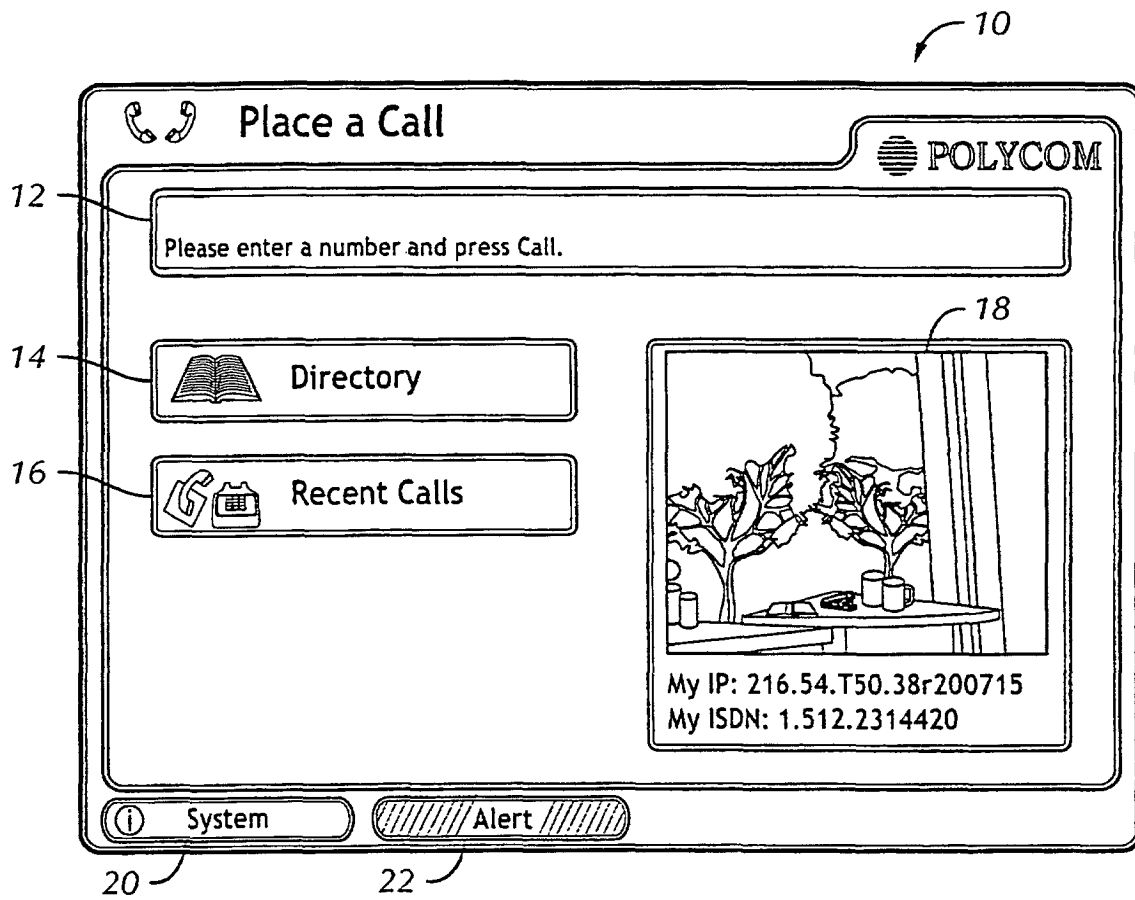 10
Place a Call
POLYCOM
12
Please enter a number and press Call.
18
14
Directory
16
Recent Calls
My IP: 216.54.T50.38r200715
My ISDN: 1.512.2314420
i System
Alert
20
22